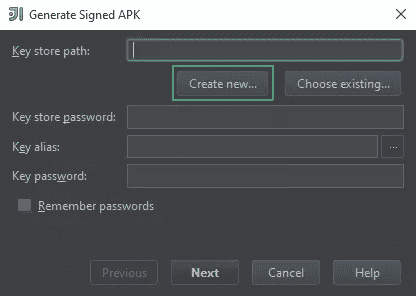 Generate Signed APK
Key store path:
Create new... Choose existing...
Key store password:
Key alias: ...
Key password:
Remember passwords
Previous Next Cancel Help